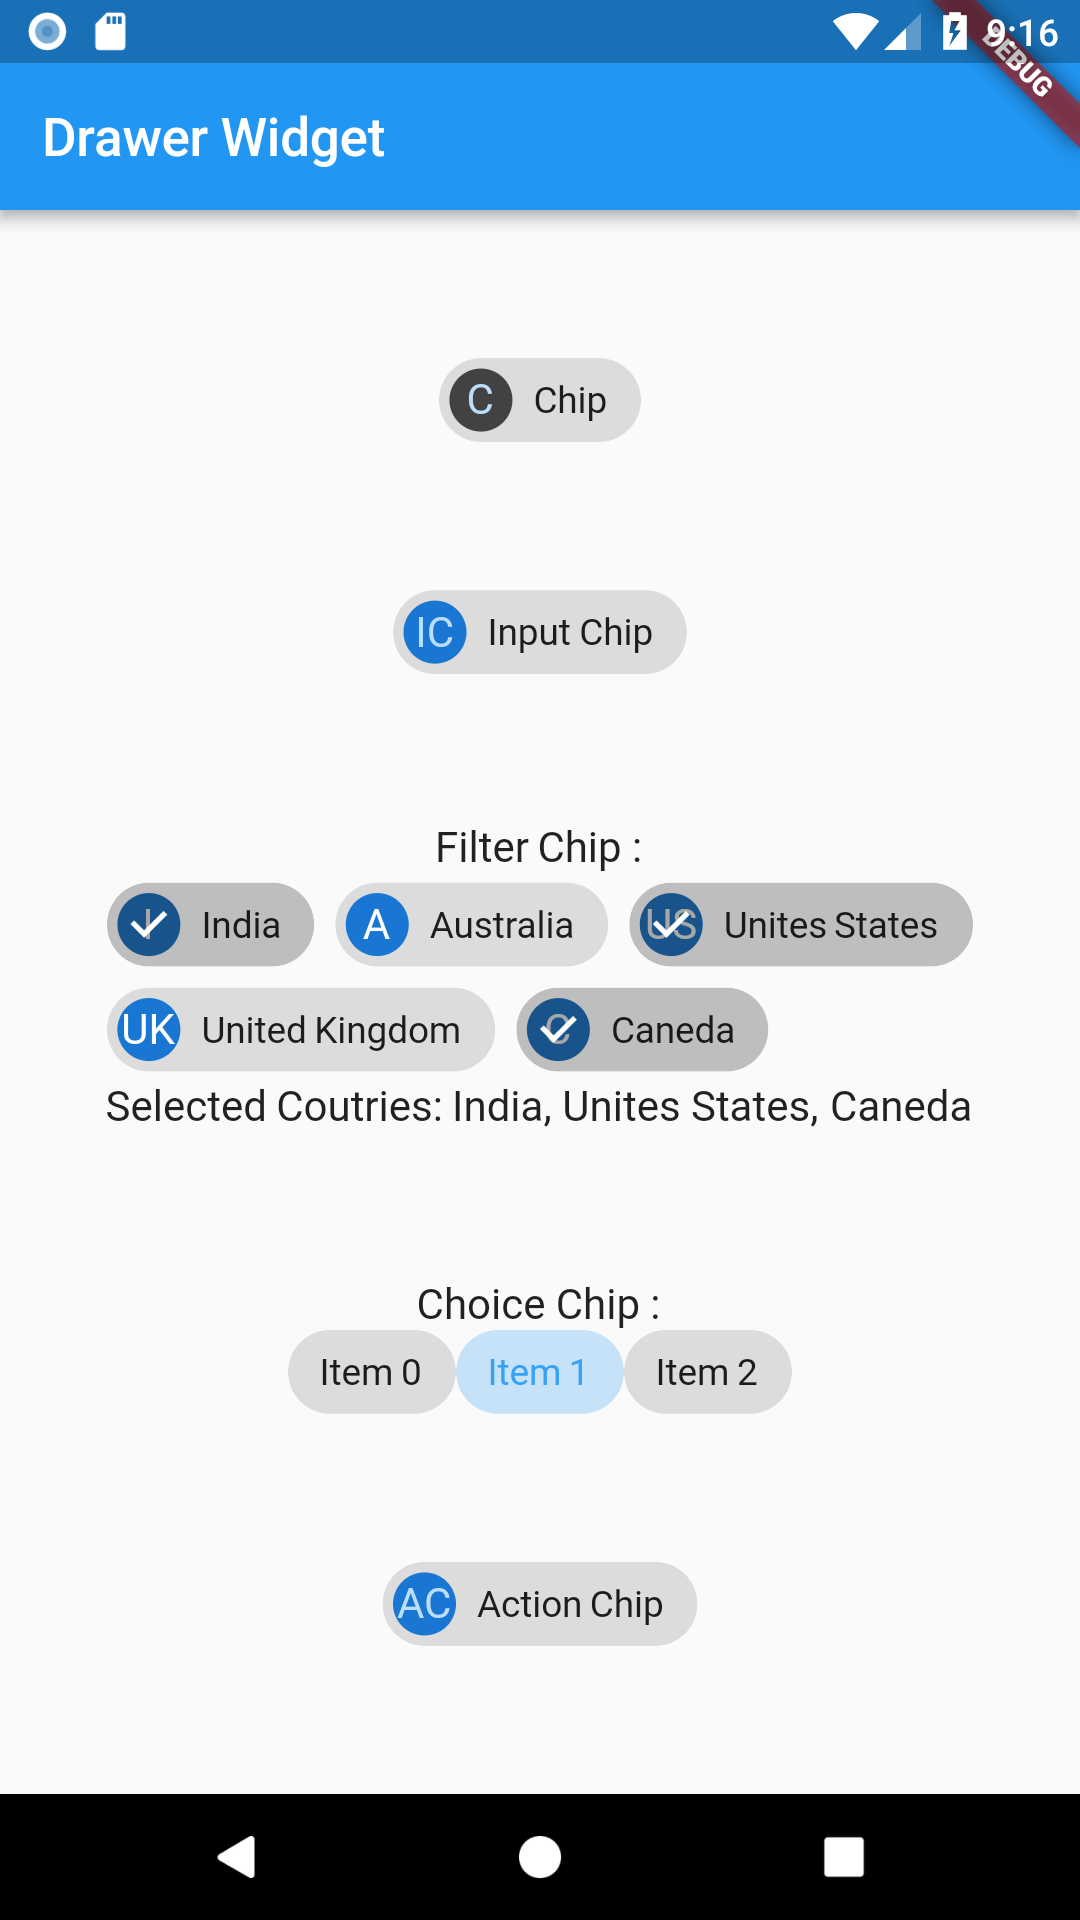 9:16
DEBUG
Drawer Widget
C Chip
IC Input Chip
Filter Chip :
I India A Australia US Unites States
UK United Kingdom C Caneda
Selected Coutries: India, Unites States, Caneda
Choice Chip :
Item 0 Item 1 Item 2
AC Action Chip